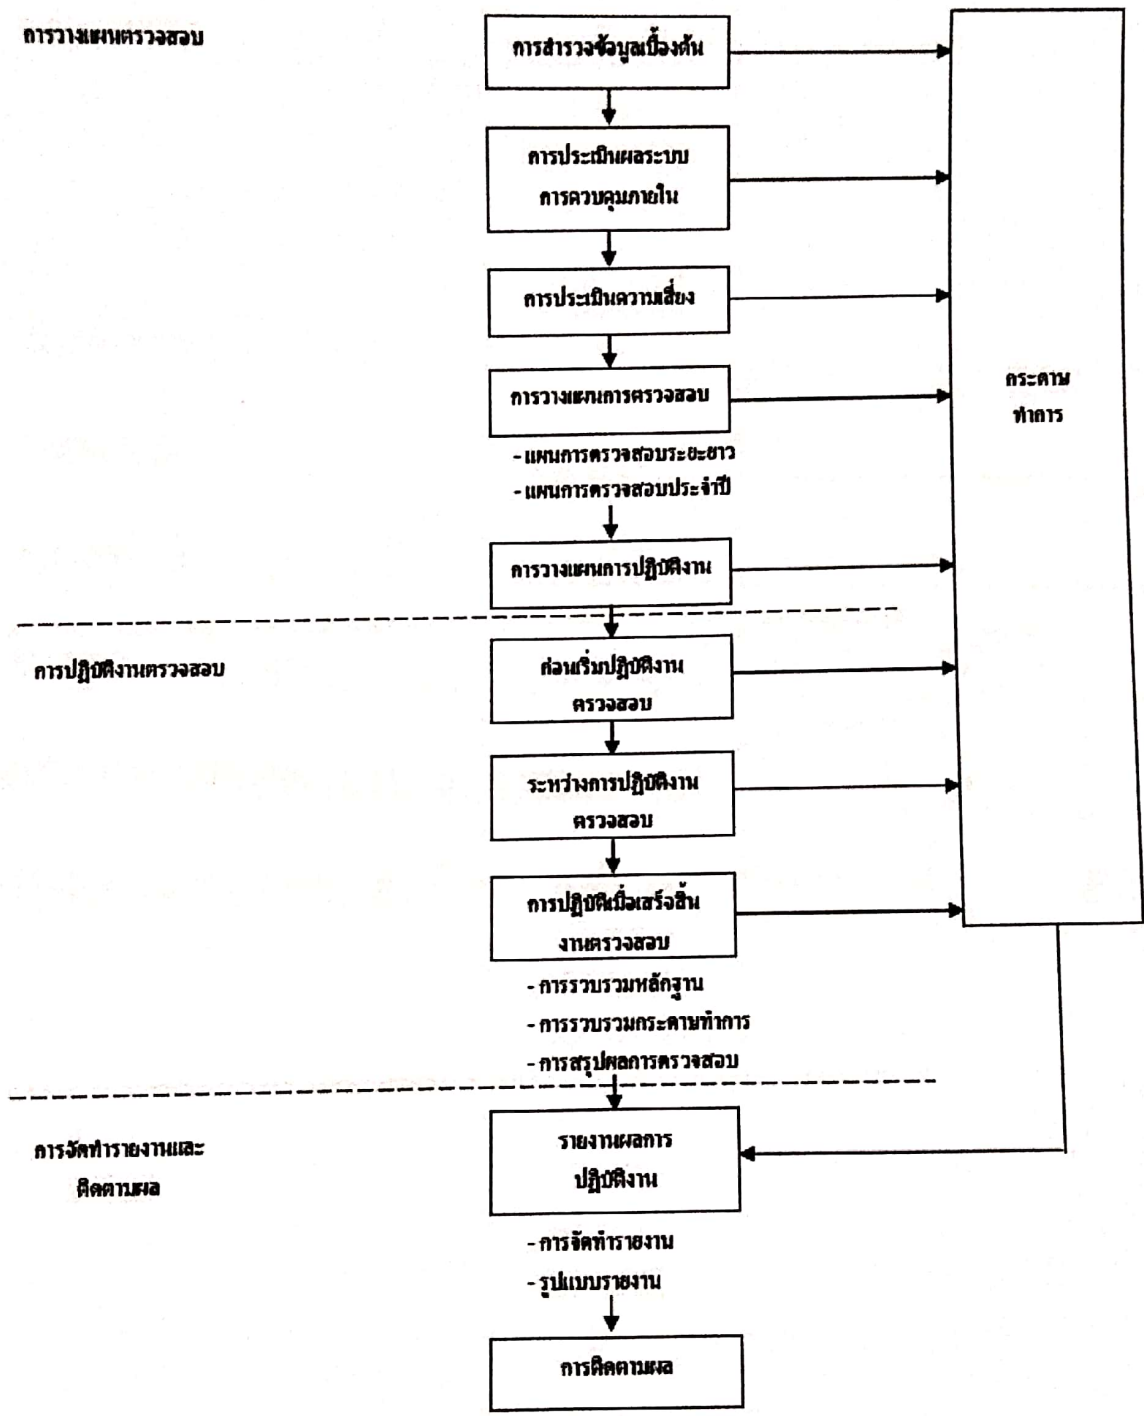 การวางแผนตรวจสอบ
การสำรวจข้อมูลเบื้องต้น
การประเมินผลระบบ
การควบคุมภายใน
การประเมินความเสี่ยง
การวางแผนการตรวจสอบ
- แผนการตรวจสอบระยะยาว
- แผนการตรวจสอบประจำปี
การวางแผนการปฏิบัติงาน
กระดาษ
ทำการ
การปฏิบัติงานตรวจสอบ
ก่อนเริ่มปฏิบัติงาน
ตรวจสอบ
ระหว่างการปฏิบัติงาน
ตรวจสอบ
การปฏิบัติเมื่อเสร็จสิ้น
งานตรวจสอบ
- การรวบรวมหลักฐาน
- การรวบรวมกระดาษทำการ
- การสรุปผลการตรวจสอบ
การจัดทำรายงานและ
ติดตามผล
รายงานผลการ
ปฏิบัติงาน
- การจัดทำรายงาน
- รูปแบบรายงาน
การติดตามผล